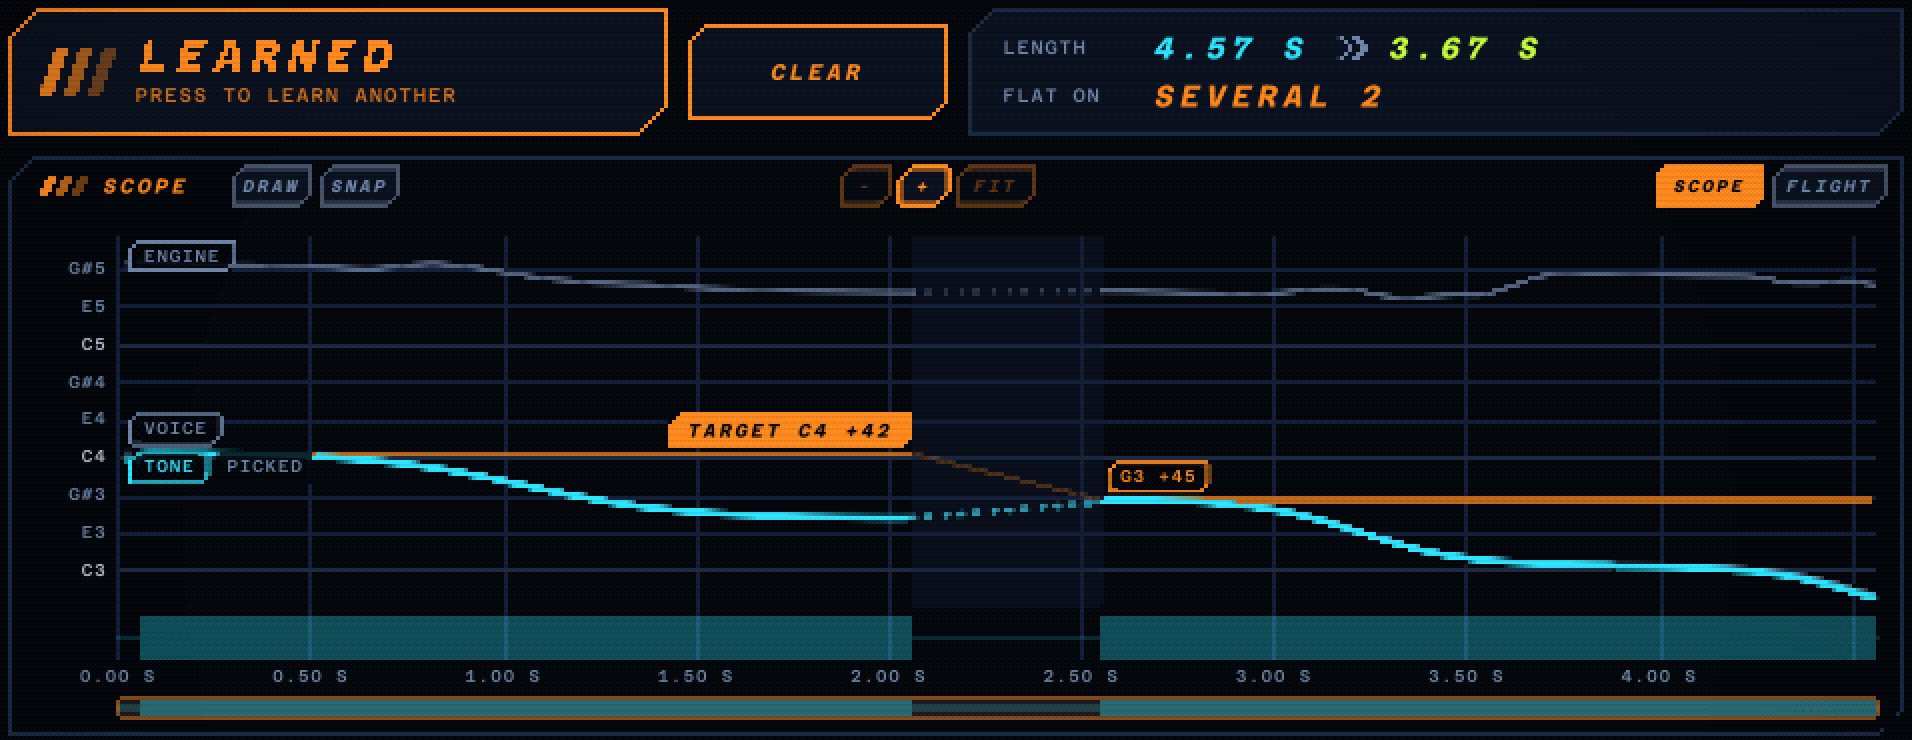 LEARNED
PRESS TO LEARN ANOTHER
CLEAR
LENGTH 4.57 S 3.67 S
FLAT ON SEVERAL 2
SCOPE DRAW SNAP - + FIT SCOPE FLIGHT
ENGINE
G#5
E5
C5
G#4
E4
VOICE
TARGET C4 +42
C4
TONE PICKED
G3 +45
G#3
E3
C3
0.00 S 0.50 S 1.00 S 1.50 S 2.00 S 2.50 S 3.00 S 3.50 S 4.00 S